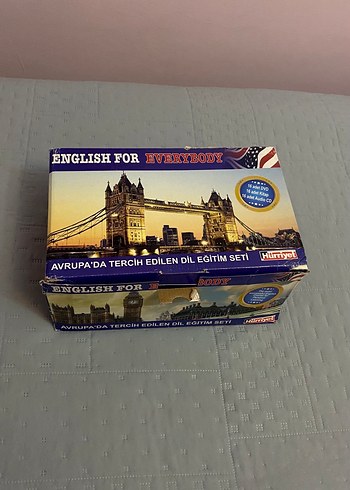 ENGLISH FOR EVERYBODY
16 adet DVD
16 adet Kitap
16 adet Audio CD
AVRUPA'DA TERCİH EDİLEN DİL EĞİTİM SETİ
Hürriyet
ENGLISH FOR E BODY
AVRUPA'DA TERCİH EDİLEN DİL EĞİTİM SETİ
Hürriyet